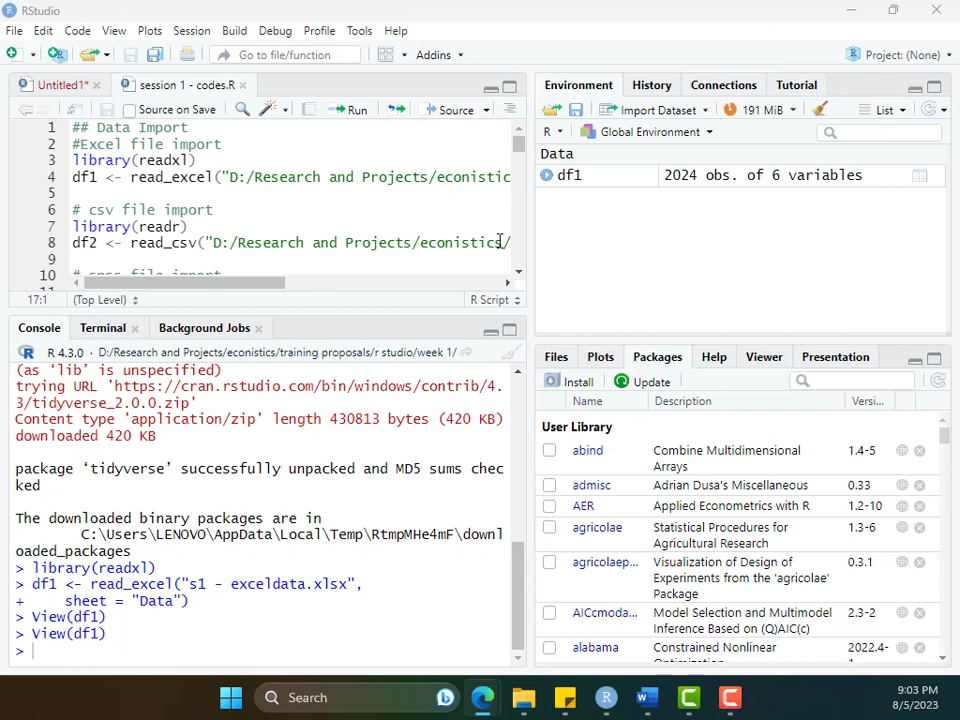 RStudio
File Edit Code View Plots Session Build Debug Profile Tools Help
Go to file/function
Addins
Project: (None)
Untitled1*
session 1 - codes.R
Source on Save
Run
Source
1 ## Data Import
2 #Excel file import
3 library(readxl)
4 df1 <- read_excel("D:/Research and Projects/econistic
5
6 # csv file import
7 library(readr)
8 df2 <- read_csv("D:/Research and Projects/econistics/
9
10
17:1 (Top Level) R Script
Console Terminal Background Jobs
R 4.3.0 · D:/Research and Projects/econistics/training proposals/r studio/week 1/
(as ‘lib’ is unspecified)
trying URL 'https://cran.rstudio.com/bin/windows/contrib/4.
3/tidyverse_2.0.0.zip'
Content type 'application/zip' length 430813 bytes (420 KB)
downloaded 420 KB
package ‘tidyverse’ successfully unpacked and MD5 sums chec
ked
The downloaded binary packages are in
C:\Users\LENOVO\AppData\Local\Temp\RtmpMHe4mF\downl
oaded_packages
> library(readxl)
> df1 <- read_excel("s1 - exceldata.xlsx",
+ sheet = "Data")
> View(df1)
> View(df1)
>
Environment History Connections Tutorial
Import Dataset 191 MiB List
R Global Environment
Data
df1 2024 obs. of 6 variables
Files Plots Packages Help Viewer Presentation
Install Update
Name Description Versi...
User Library
abind Combine Multidimensional 1.4-5
Arrays
admisc Adrian Dusa's Miscellaneous 0.33
AER Applied Econometrics with R 1.2-10
agricolae Statistical Procedures for 1.3-6
Agricultural Research
agricolaep... Visualization of Design of 0.3.1
Experiments from the 'agricolae'
Package
AICcmoda... Model Selection and Multimodel 2.3-2
Inference Based on (Q)AIC(c)
alabama Constrained Nonlinear 2022.4-
Search
9:03 PM
8/5/2023